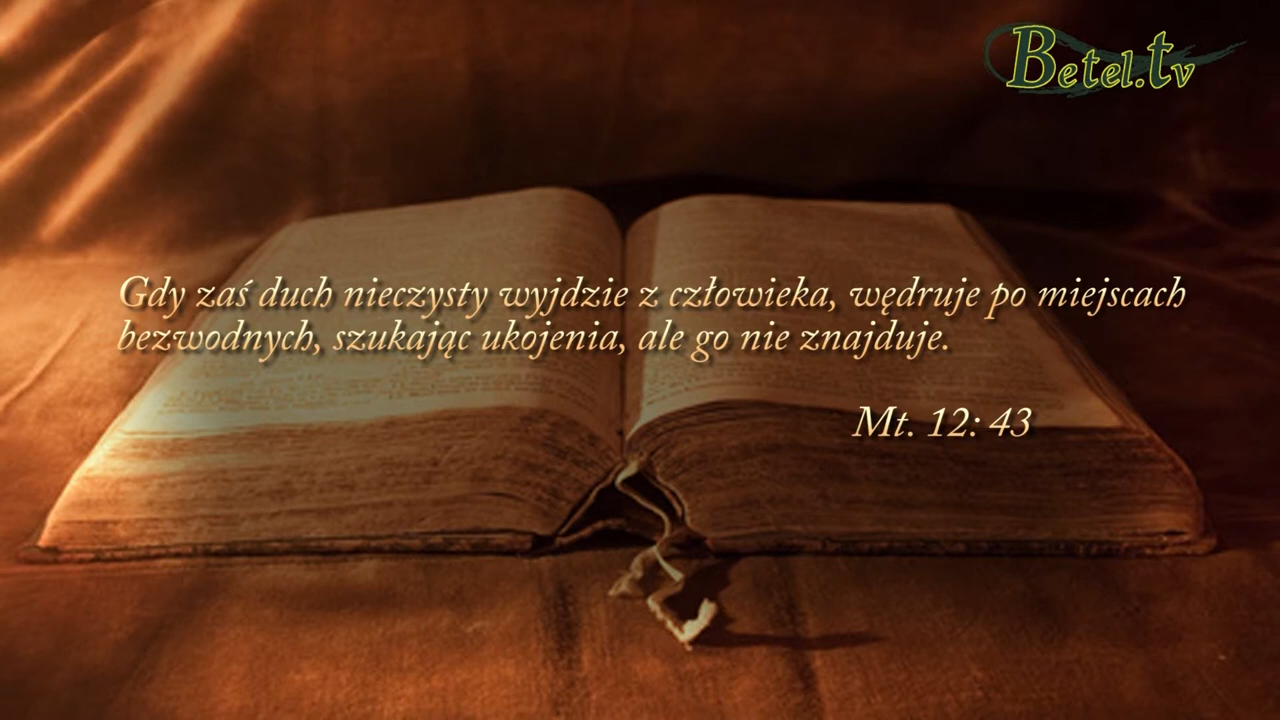 Betel.tv
Gdy zaś duch nieczysty wyjdzie z człowieka, wędruje po miejscach
bezwodnych, szukając ukojenia, ale go nie znajduje.
Mt. 12: 43